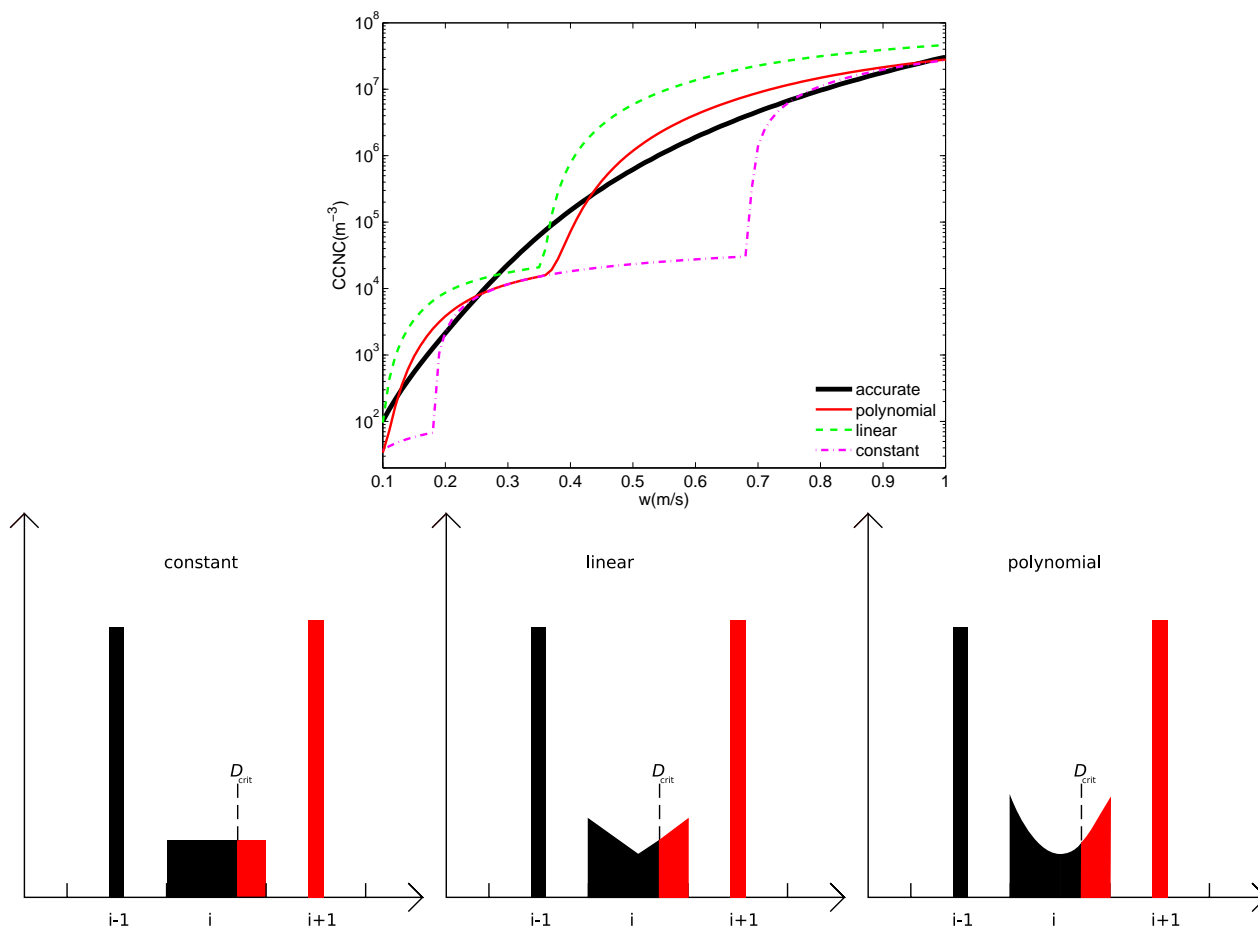 10^8
10^7
10^6
10^5
10^4
10^3
10^2
CCNC(m^−3)
0.1 0.2 0.3 0.4 0.5 0.6 0.7 0.8 0.9 1
w(m/s)
accurate
polynomial
linear
constant
constant
D_crit
i-1 i i+1
linear
D_crit
i-1 i i+1
polynomial
D_crit
i-1 i i+1